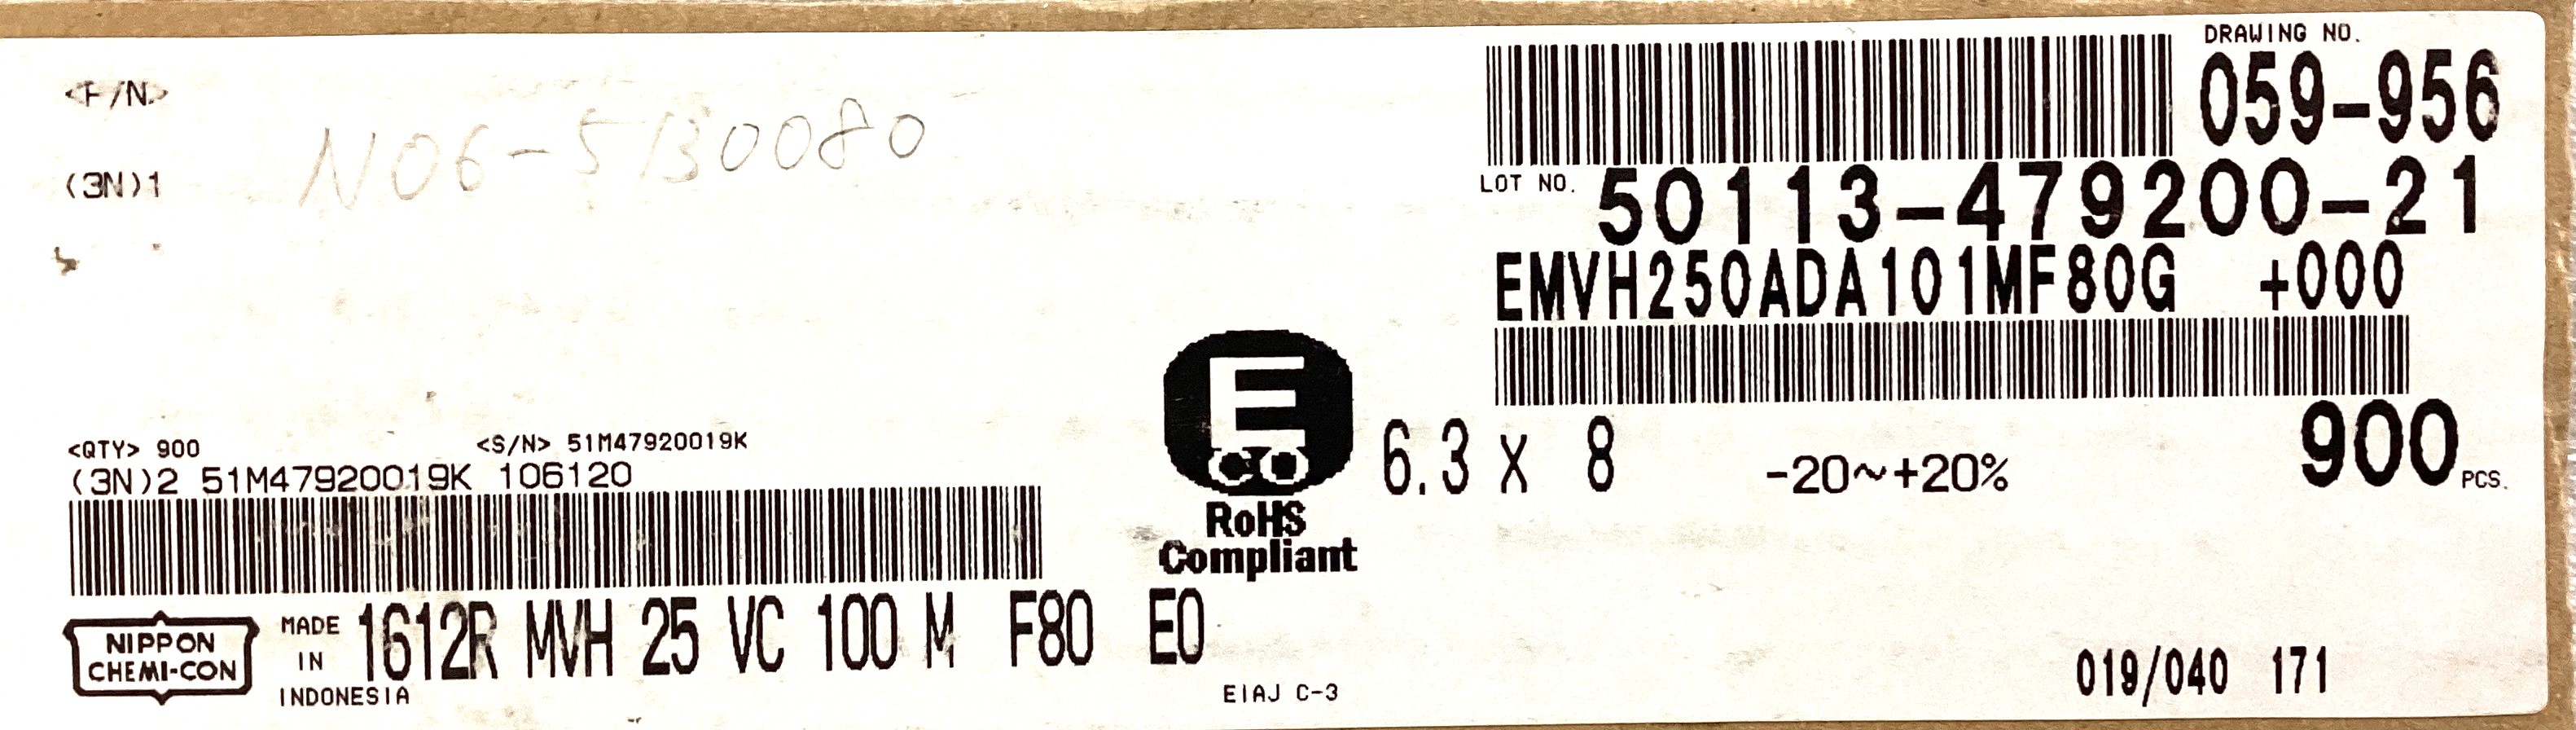 <P/N>
N06-5130080
(3N)1
DRAWING NO.
059-956
LOT NO. 50113-479200-21
EMVH250ADA101MF80G +000
<QTY> 900 <S/N> 51M47920019K
(3N)2 51M47920019K 106120
E
RoHS
Compliant
6.3 X 8 -20~+20% 900 PCS.
NIPPON
CHEMI-CON
MADE
IN
INDONESIA
1612R MVH 25 VC 100 M F80 E0
EIAJ C-3
019/040 171